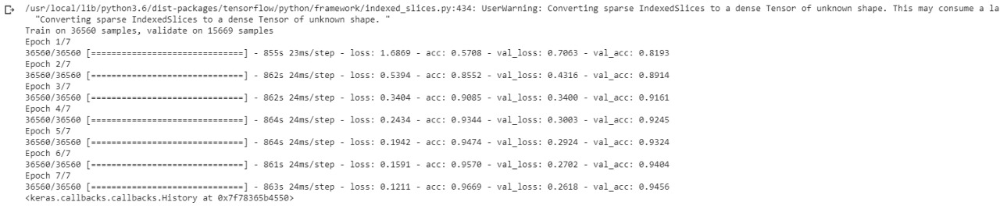 /usr/local/lib/python3.6/dist-packages/tensorflow/python/framework/indexed_slices.py:434: UserWarning: Converting sparse IndexedSlices to a dense Tensor of unknown shape. This may consume a la
"Converting sparse IndexedSlices to a dense Tensor of unknown shape. "
Train on 36560 samples, validate on 15669 samples
Epoch 1/7
36560/36560 [==============================] - 855s 23ms/step - loss: 1.6869 - acc: 0.5708 - val_loss: 0.7063 - val_acc: 0.8193
Epoch 2/7
36560/36560 [==============================] - 862s 24ms/step - loss: 0.5394 - acc: 0.8552 - val_loss: 0.4316 - val_acc: 0.8914
Epoch 3/7
36560/36560 [==============================] - 862s 24ms/step - loss: 0.3404 - acc: 0.9085 - val_loss: 0.3400 - val_acc: 0.9161
Epoch 4/7
36560/36560 [==============================] - 864s 24ms/step - loss: 0.2434 - acc: 0.9344 - val_loss: 0.3003 - val_acc: 0.9245
Epoch 5/7
36560/36560 [==============================] - 864s 24ms/step - loss: 0.1942 - acc: 0.9474 - val_loss: 0.2924 - val_acc: 0.9324
Epoch 6/7
36560/36560 [==============================] - 861s 24ms/step - loss: 0.1591 - acc: 0.9570 - val_loss: 0.2702 - val_acc: 0.9404
Epoch 7/7
36560/36560 [==============================] - 863s 24ms/step - loss: 0.1211 - acc: 0.9669 - val_loss: 0.2618 - val_acc: 0.9456
<keras.callbacks.callbacks.History at 0x7f78365b4550>